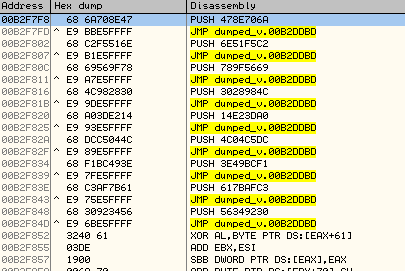 Address Hex dump Disassembly
00B2F7F8 68 6A708E47 PUSH 478E706A
00B2F7FD ^ E9 BBE5FFFF JMP dumped_v.00B2DDBD
00B2F802 68 C2F5516E PUSH 6E51F5C2
00B2F807 ^ E9 B1E5FFFF JMP dumped_v.00B2DDBD
00B2F80C 68 69569F78 PUSH 789F5669
00B2F811 ^ E9 A7E5FFFF JMP dumped_v.00B2DDBD
00B2F816 68 4C982830 PUSH 3028984C
00B2F81B ^ E9 9DE5FFFF JMP dumped_v.00B2DDBD
00B2F820 68 A03DE214 PUSH 14E23DA0
00B2F825 ^ E9 93E5FFFF JMP dumped_v.00B2DDBD
00B2F82A 68 DCC5044C PUSH 4C04C5DC
00B2F82F ^ E9 89E5FFFF JMP dumped_v.00B2DDBD
00B2F834 68 F1BC493E PUSH 3E49BCF1
00B2F839 ^ E9 7FE5FFFF JMP dumped_v.00B2DDBD
00B2F83E 68 C3AF7B61 PUSH 617BAFC3
00B2F843 ^ E9 75E5FFFF JMP dumped_v.00B2DDBD
00B2F848 68 30923456 PUSH 56349230
00B2F84D ^ E9 6BE5FFFF JMP dumped_v.00B2DDBD
00B2F852 3240 61 XOR AL,BYTE PTR DS:[EAX+61]
00B2F855 03DE ADD EBX,ESI
00B2F857 1900 SBB DWORD PTR DS:[EAX],EAX